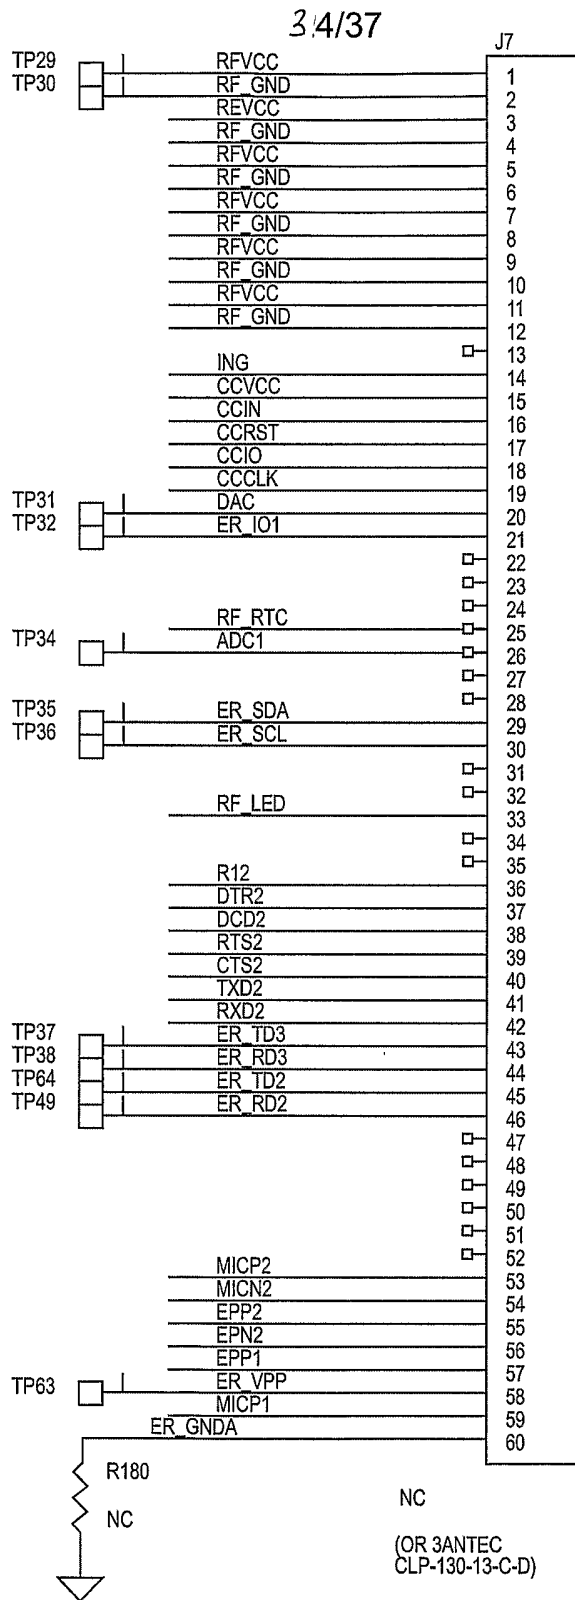 3/4/37
J7
TP29 RFVCC 1
TP30 RF_GND 2
REVCC 3
RF_GND 4
RFVCC 5
RF_GND 6
RFVCC 7
RF_GND 8
RFVCC 9
RF_GND 10
RFVCC 11
RF_GND 12
13
ING 14
CCVCC 15
CCIN 16
CCRST 17
CCIO 18
CCCLK 19
TP31 DAC 20
TP32 ER_IO1 21
22
23
24
RF_RTC 25
TP34 ADC1 26
27
28
TP35 ER_SDA 29
TP36 ER_SCL 30
31
32
RF_LED 33
34
35
R12 36
DTR2 37
DCD2 38
RTS2 39
CTS2 40
TXD2 41
RXD2 42
TP37 ER_TD3 43
TP38 ER_RD3 44
TP64 ER_TD2 45
TP49 ER_RD2 46
47
48
49
50
51
52
MICP2 53
MICN2 54
EPP2 55
EPN2 56
EPP1 57
TP63 ER_VPP 58
MICP1 59
ER_GNDA 60
R180
NC
NC
(OR 3ANTEC
CLP-130-13-C-D)